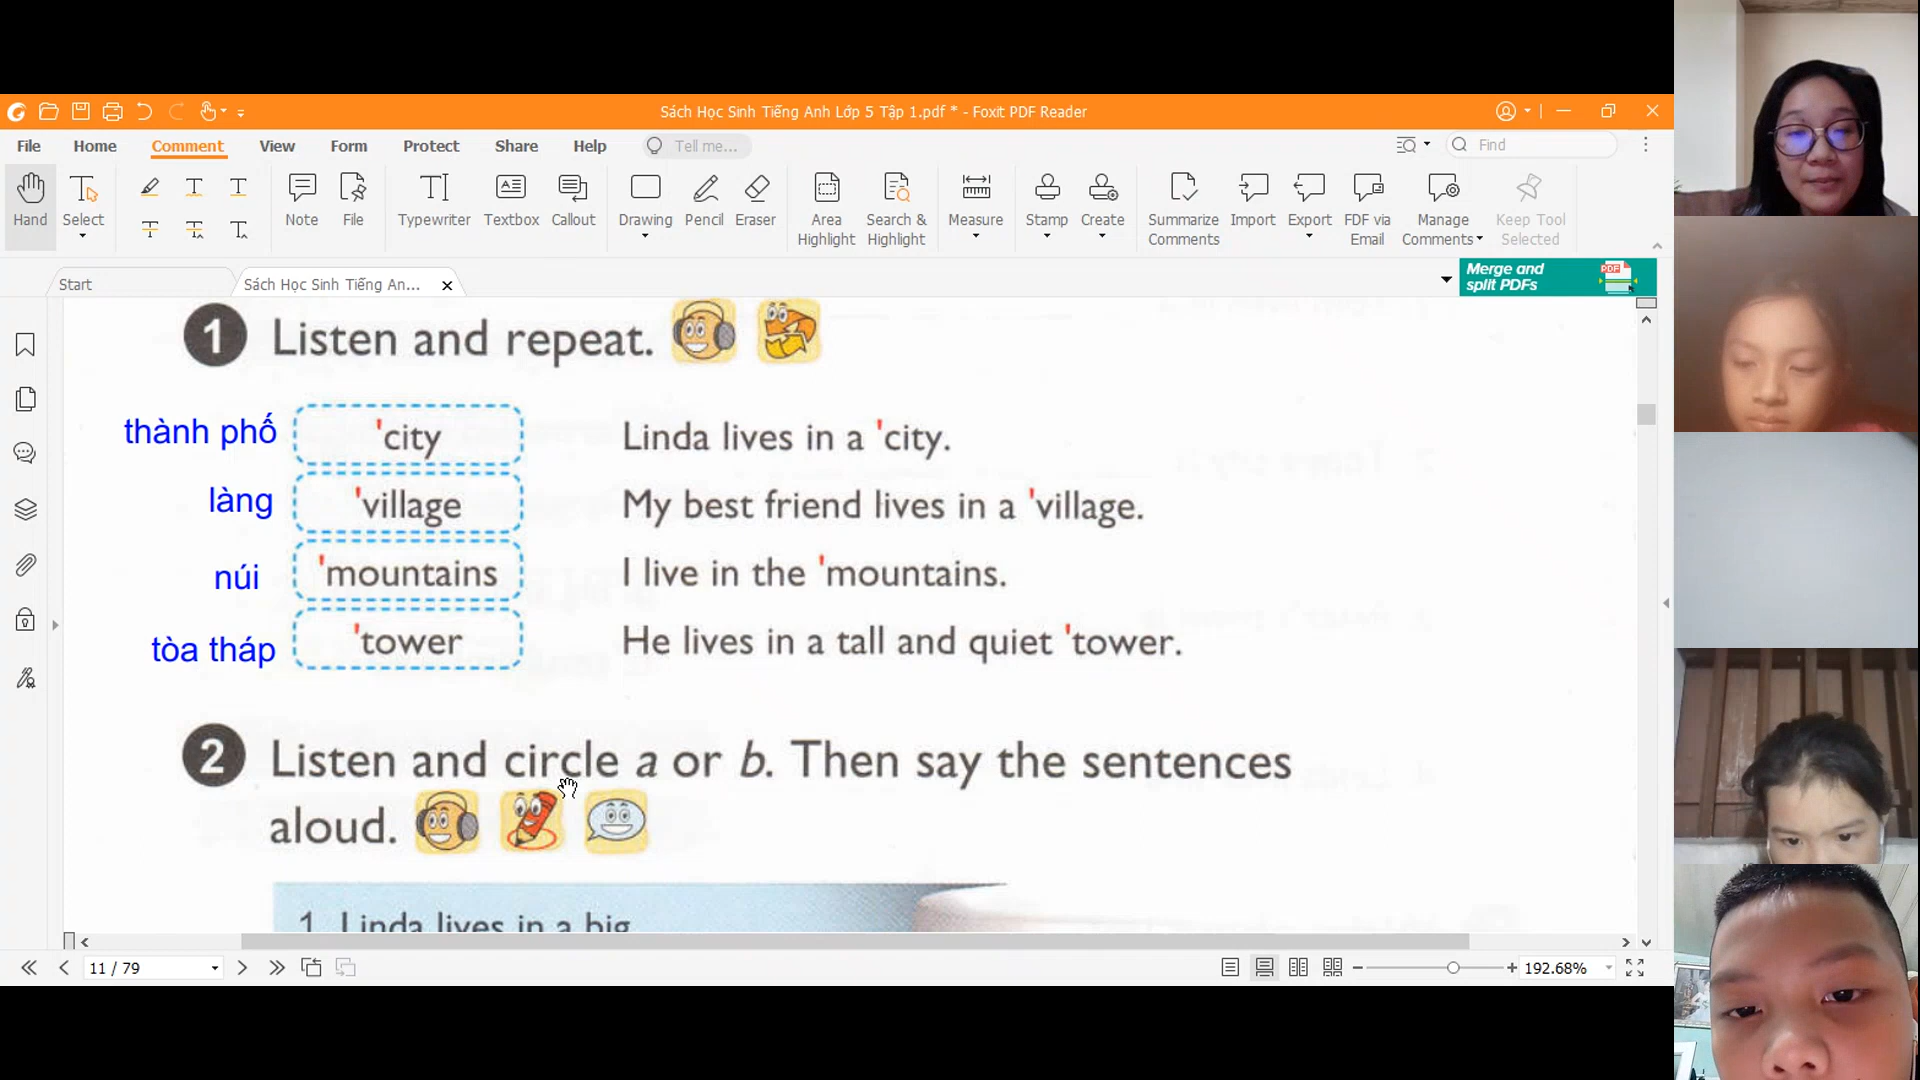 Sách Học Sinh Tiếng Anh Lớp 5 Tập 1.pdf * - Foxit PDF Reader
File Home Comment View Form Protect Share Help Tell me... Find
Hand Select Note File Typewriter Textbox Callout Drawing Pencil Eraser Area Highlight Search & Highlight Measure Stamp Create Summarize Comments Import Export FDF via Email Manage Comments Keep Tool Selected
Start Sách Học Sinh Tiếng An... Merge and split PDFs
1 Listen and repeat.
thành phố 'city Linda lives in a 'city.
làng 'village My best friend lives in a 'village.
núi 'mountains I live in the 'mountains.
tòa tháp 'tower He lives in a tall and quiet 'tower.
2 Listen and circle a or b. Then say the sentences
aloud.
1. Linda lives in a big
11 / 79 192.68%